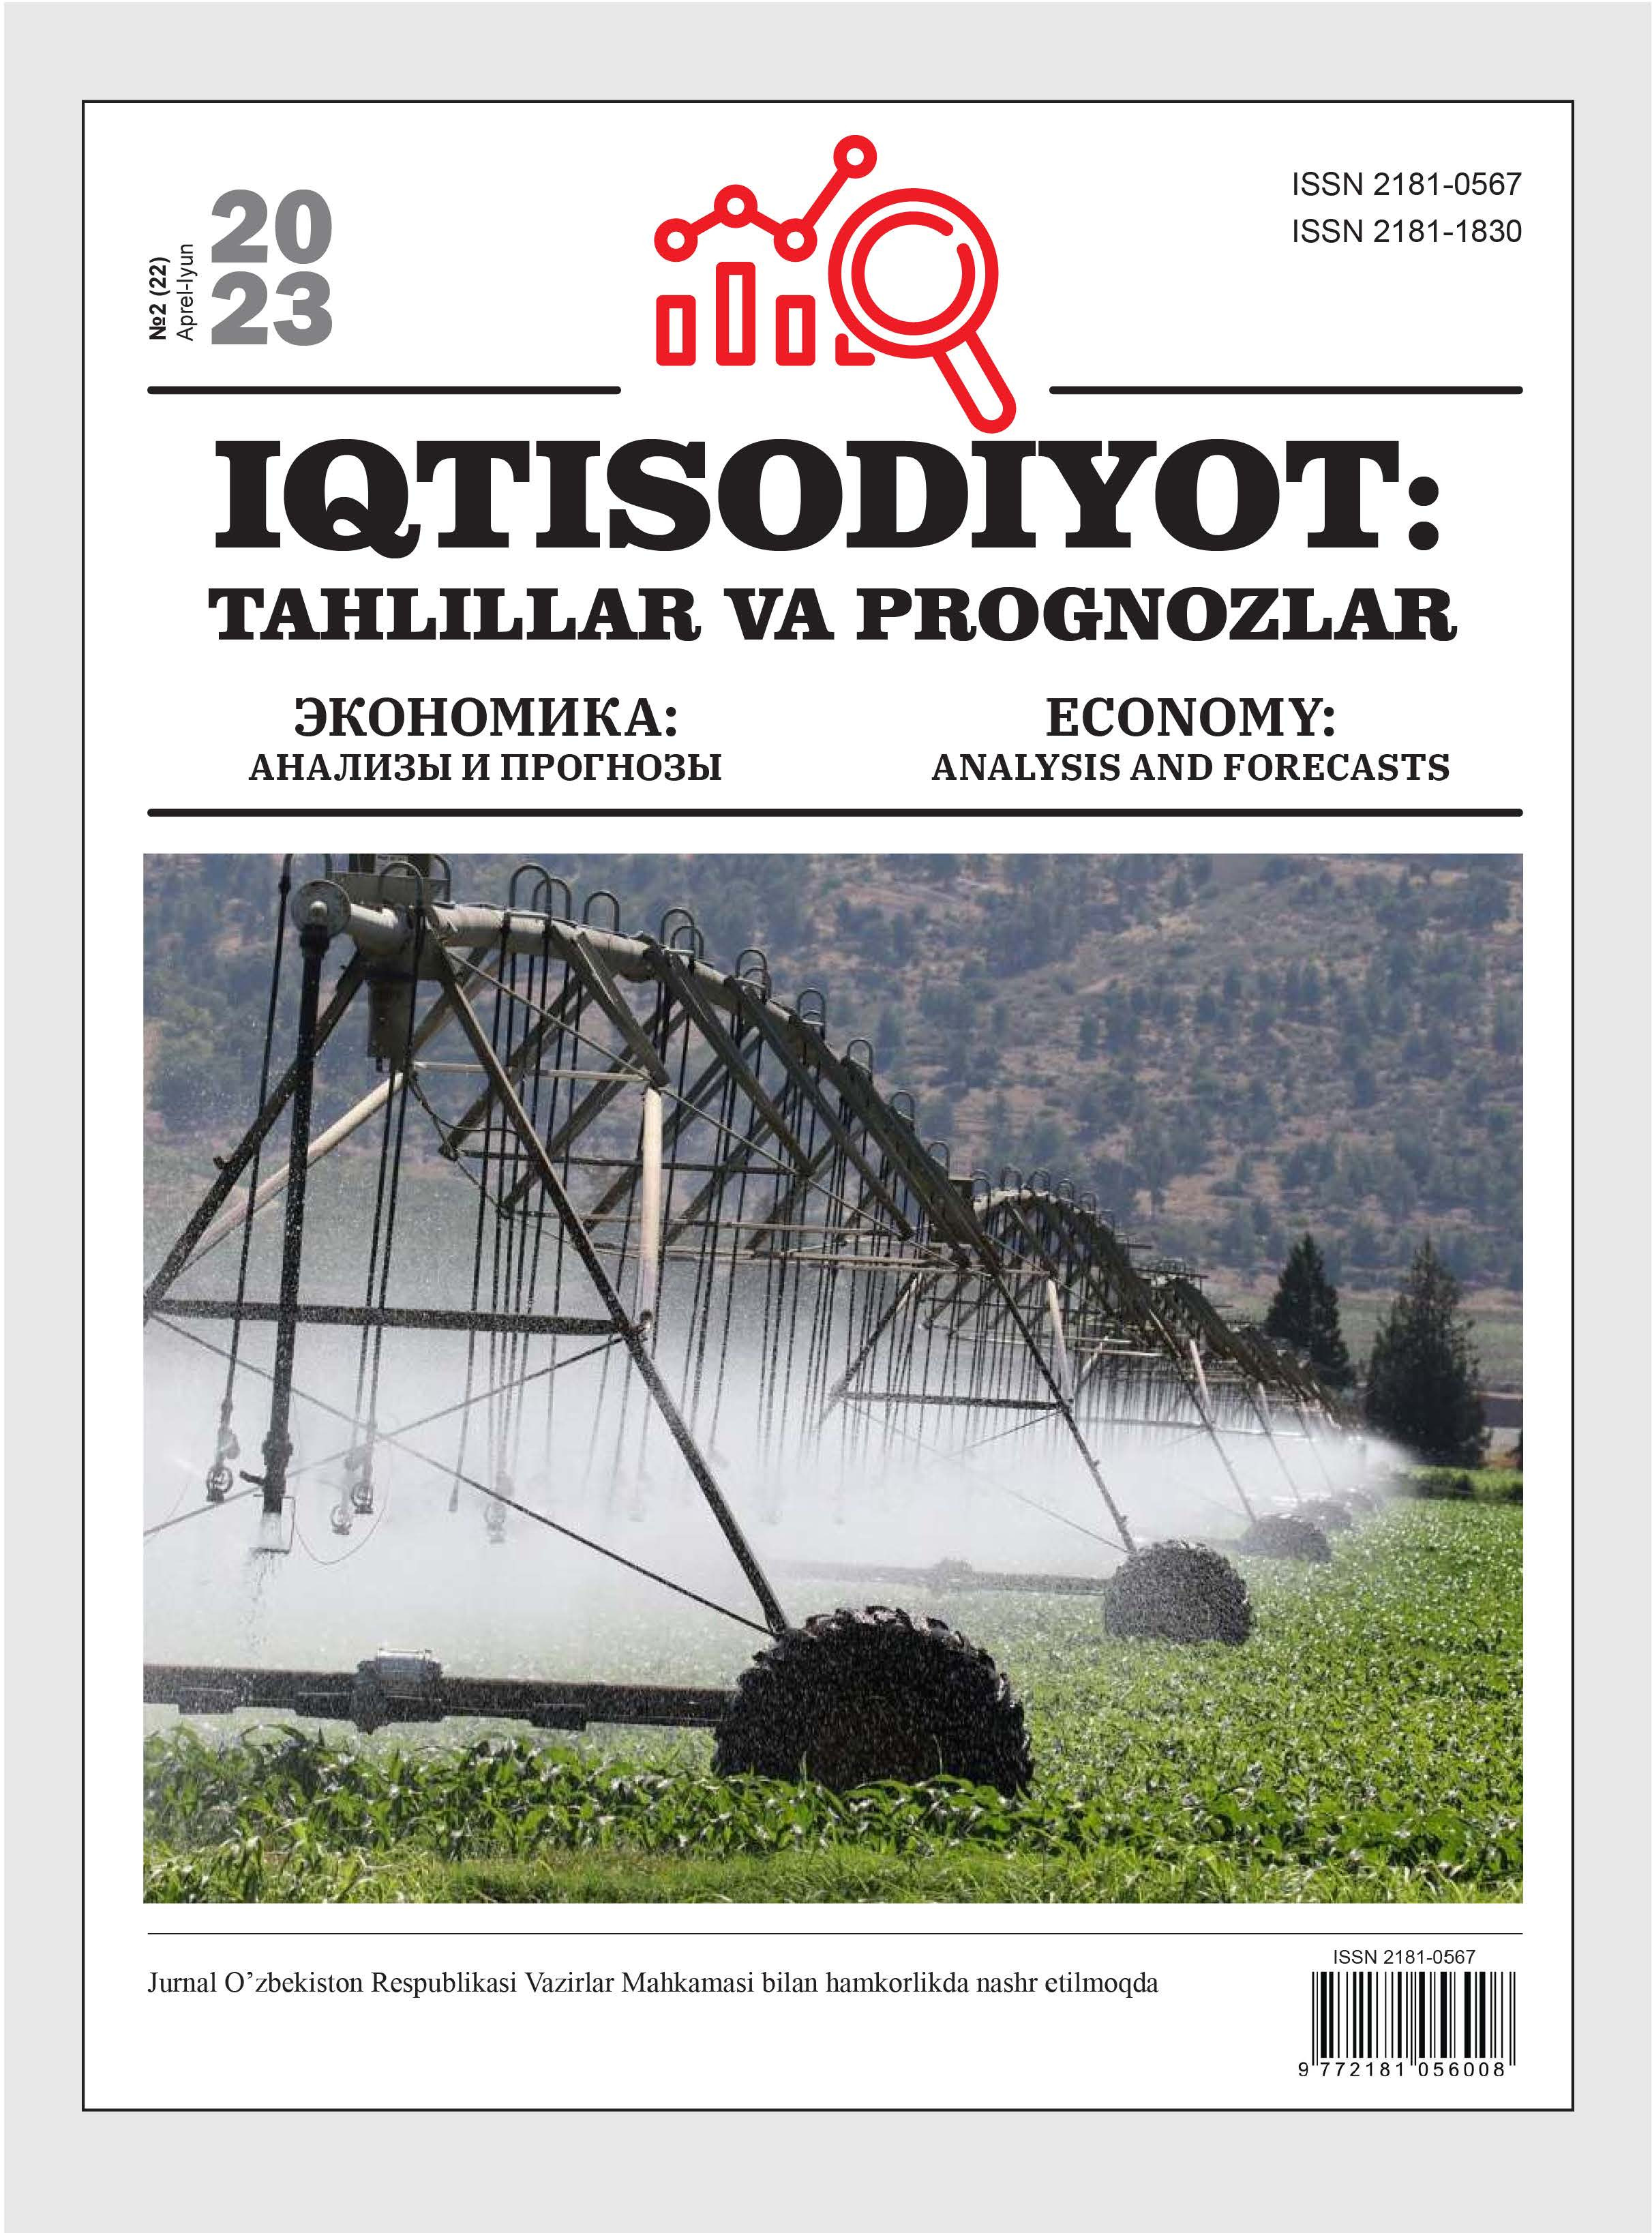 №2 (22)
Aprel-Iyun
20
23
ISSN 2181-0567
ISSN 2181-1830
IQTISODIYOT:
TAHLILLAR VA PROGNOZLAR
ЭКОНОМИКА:
АНАЛИЗЫ И ПРОГНОЗЫ
ECONOMY:
ANALYSIS AND FORECASTS
Jurnal O’zbekiston Respublikasi Vazirlar Mahkamasi bilan hamkorlikda nashr etilmoqda
ISSN 2181-0567
9 772181 056008